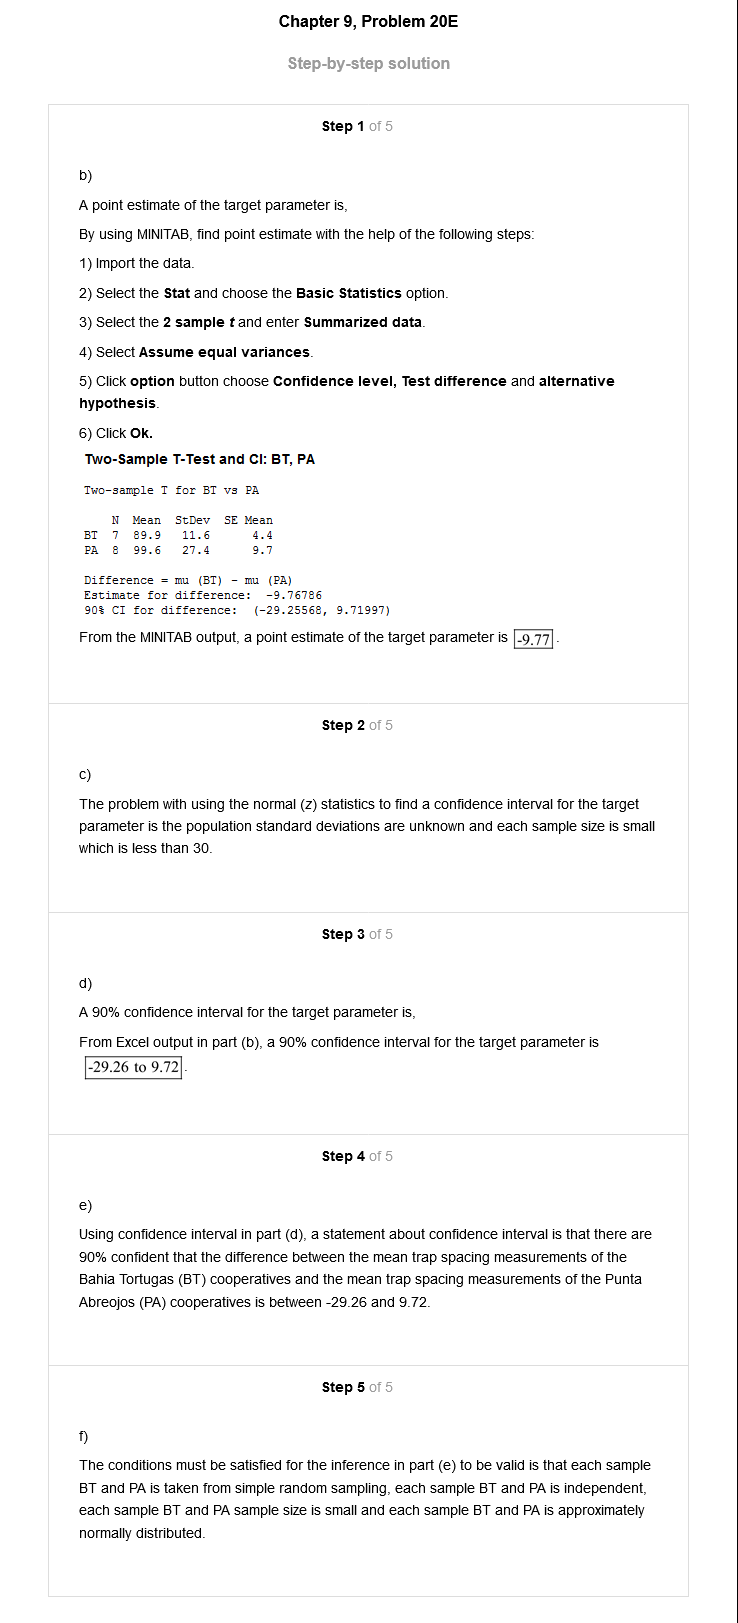 Chapter 9, Problem 20E
Step-by-step solution
Step 1 of 5
b)
A point estimate of the target parameter is,
By using MINITAB, find point estimate with the help of the following steps:
1) Import the data.
2) Select the Stat and choose the Basic Statistics option.
3) Select the 2 sample t and enter Summarized data.
4) Select Assume equal variances.
5) Click option button choose Confidence level, Test difference and alternative
hypothesis.
6) Click Ok.
Two-Sample T-Test and CI: BT, PA
Two-sample T for BT vs PA
N Mean StDev SE Mean
BT 7 89.9 11.6 4.4
PA 8 99.6 27.4 9.7
Difference = mu (BT) - mu (PA)
Estimate for difference: -9.76786
90% CI for difference: (-29.25568, 9.71997)
From the MINITAB output, a point estimate of the target parameter is -9.77.
Step 2 of 5
c)
The problem with using the normal (z) statistics to find a confidence interval for the target
parameter is the population standard deviations are unknown and each sample size is small
which is less than 30.
Step 3 of 5
d)
A 90% confidence interval for the target parameter is,
From Excel output in part (b), a 90% confidence interval for the target parameter is
-29.26 to 9.72.
Step 4 of 5
e)
Using confidence interval in part (d), a statement about confidence interval is that there are
90% confident that the difference between the mean trap spacing measurements of the
Bahia Tortugas (BT) cooperatives and the mean trap spacing measurements of the Punta
Abreojos (PA) cooperatives is between -29.26 and 9.72.
Step 5 of 5
f)
The conditions must be satisfied for the inference in part (e) to be valid is that each sample
BT and PA is taken from simple random sampling, each sample BT and PA is independent,
each sample BT and PA sample size is small and each sample BT and PA is approximately
normally distributed.